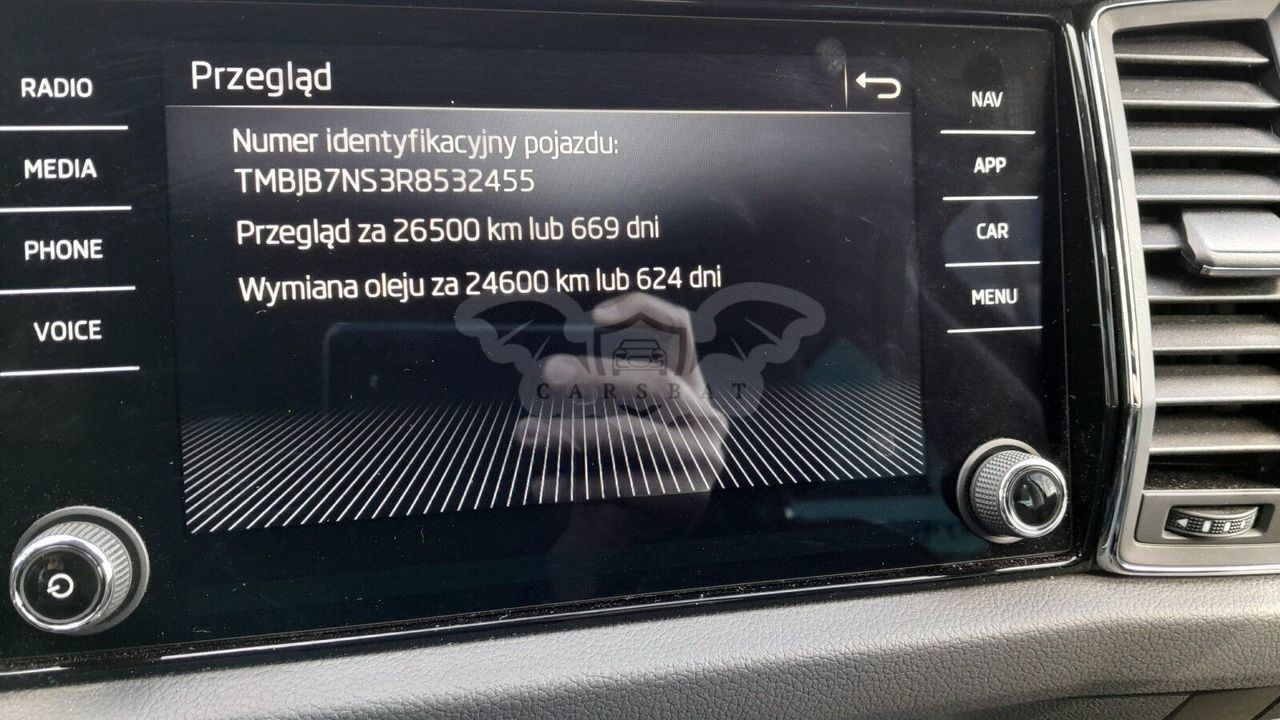 RADIO
MEDIA
PHONE
VOICE
Przegląd
Numer identyfikacyjny pojazdu:
TMBJB7NS3R8532455
Przegląd za 26500 km lub 669 dni
Wymiana oleju za 24600 km lub 624 dni
CARSBAT
NAV
APP
CAR
MENU